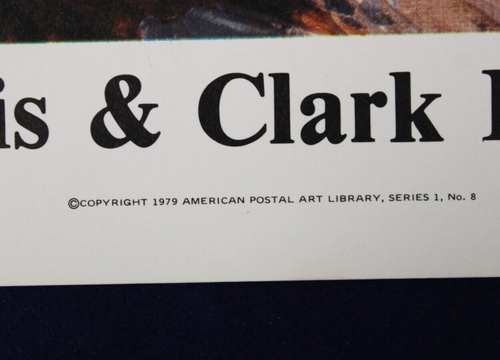 is & Clark
©COPYRIGHT 1979 AMERICAN POSTAL ART LIBRARY, SERIES 1, No. 8